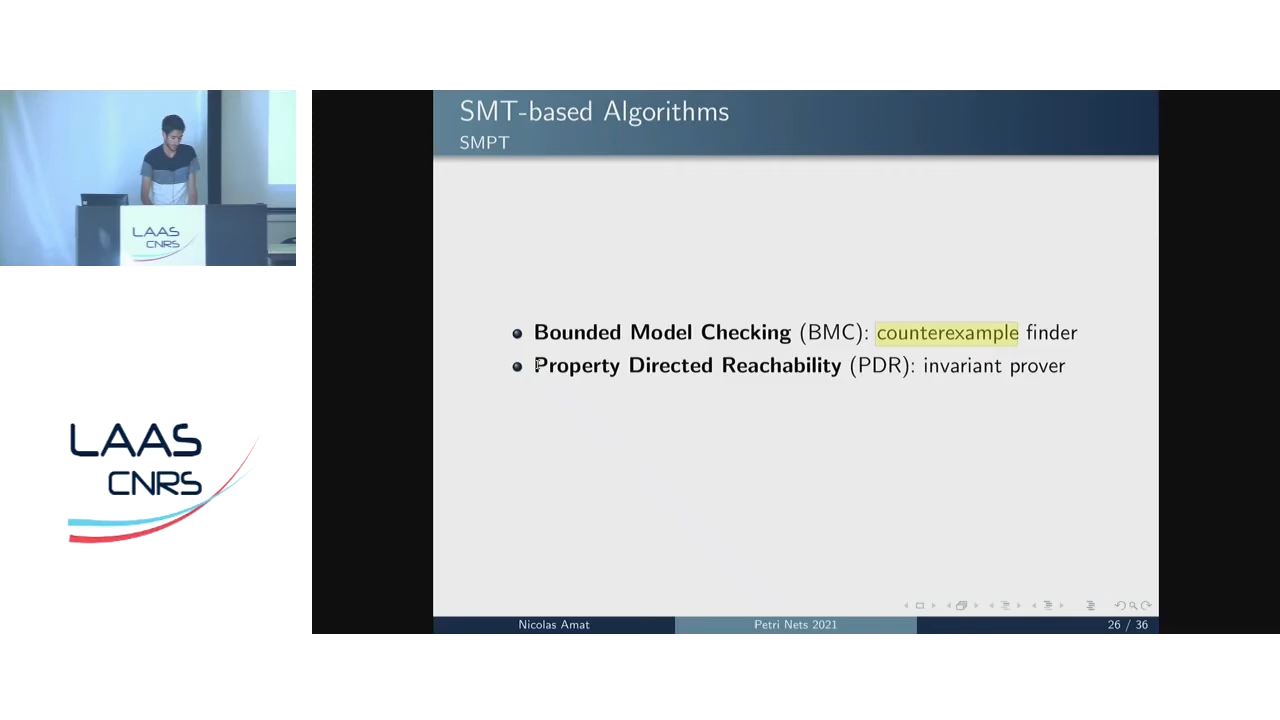 SMT-based Algorithms
SMPT
Bounded Model Checking (BMC): counterexample finder
Property Directed Reachability (PDR): invariant prover
Nicolas Amat
Petri Nets 2021
26 / 36
LAAS
CNRS
LAAS
CNRS